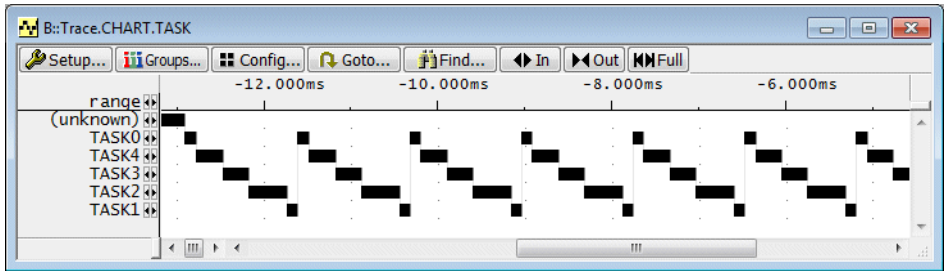 B::Trace.CHART.TASK
Setup... Groups... Config... Goto... Find... In Out Full
-12.000ms -10.000ms -8.000ms -6.000ms
range
(unknown)
TASK0
TASK4
TASK3
TASK2
TASK1